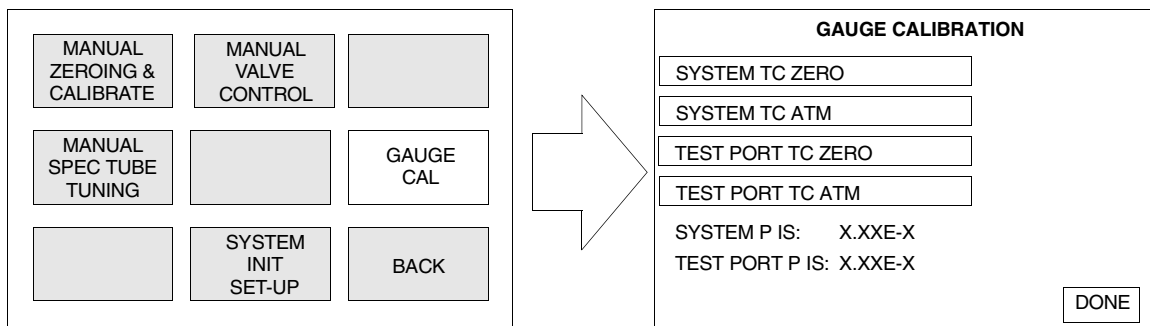 MANUAL
ZEROING &
CALIBRATE
MANUAL
VALVE
CONTROL
MANUAL
SPEC TUBE
TUNING
GAUGE
CAL
SYSTEM
INIT
SET-UP
BACK
GAUGE CALIBRATION
SYSTEM TC ZERO
SYSTEM TC ATM
TEST PORT TC ZERO
TEST PORT TC ATM
SYSTEM P IS: X.XXE-X
TEST PORT P IS: X.XXE-X
DONE